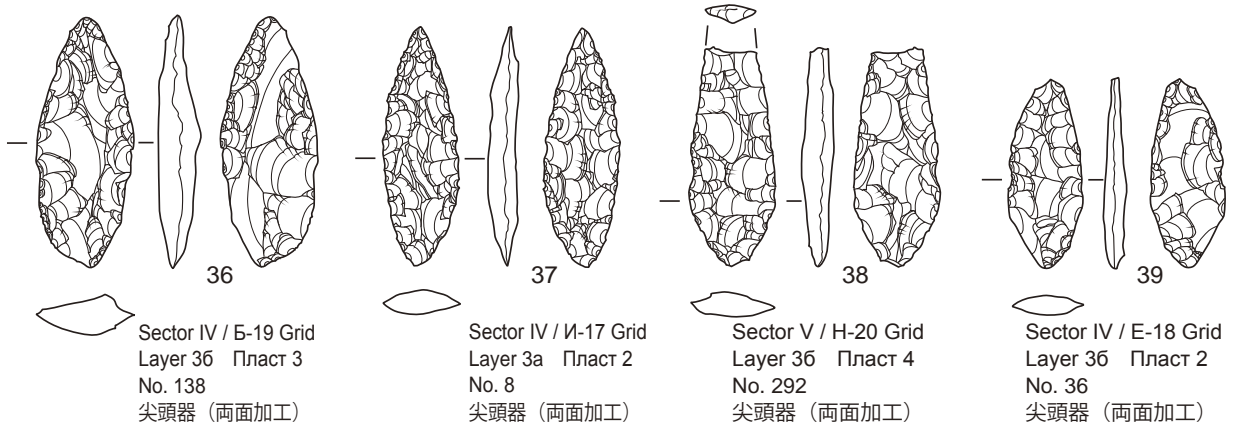 36
Sector IV / Б-19 Grid
Layer 3б Пласт 3
No. 138
尖頭器（両面加工）
37
Sector IV / И-17 Grid
Layer 3a Пласт 2
No. 8
尖頭器（両面加工）
38
Sector V / Н-20 Grid
Layer 3б Пласт 4
No. 292
尖頭器（両面加工）
39
Sector IV / Е-18 Grid
Layer 3б Пласт 2
No. 36
尖頭器（両面加工）